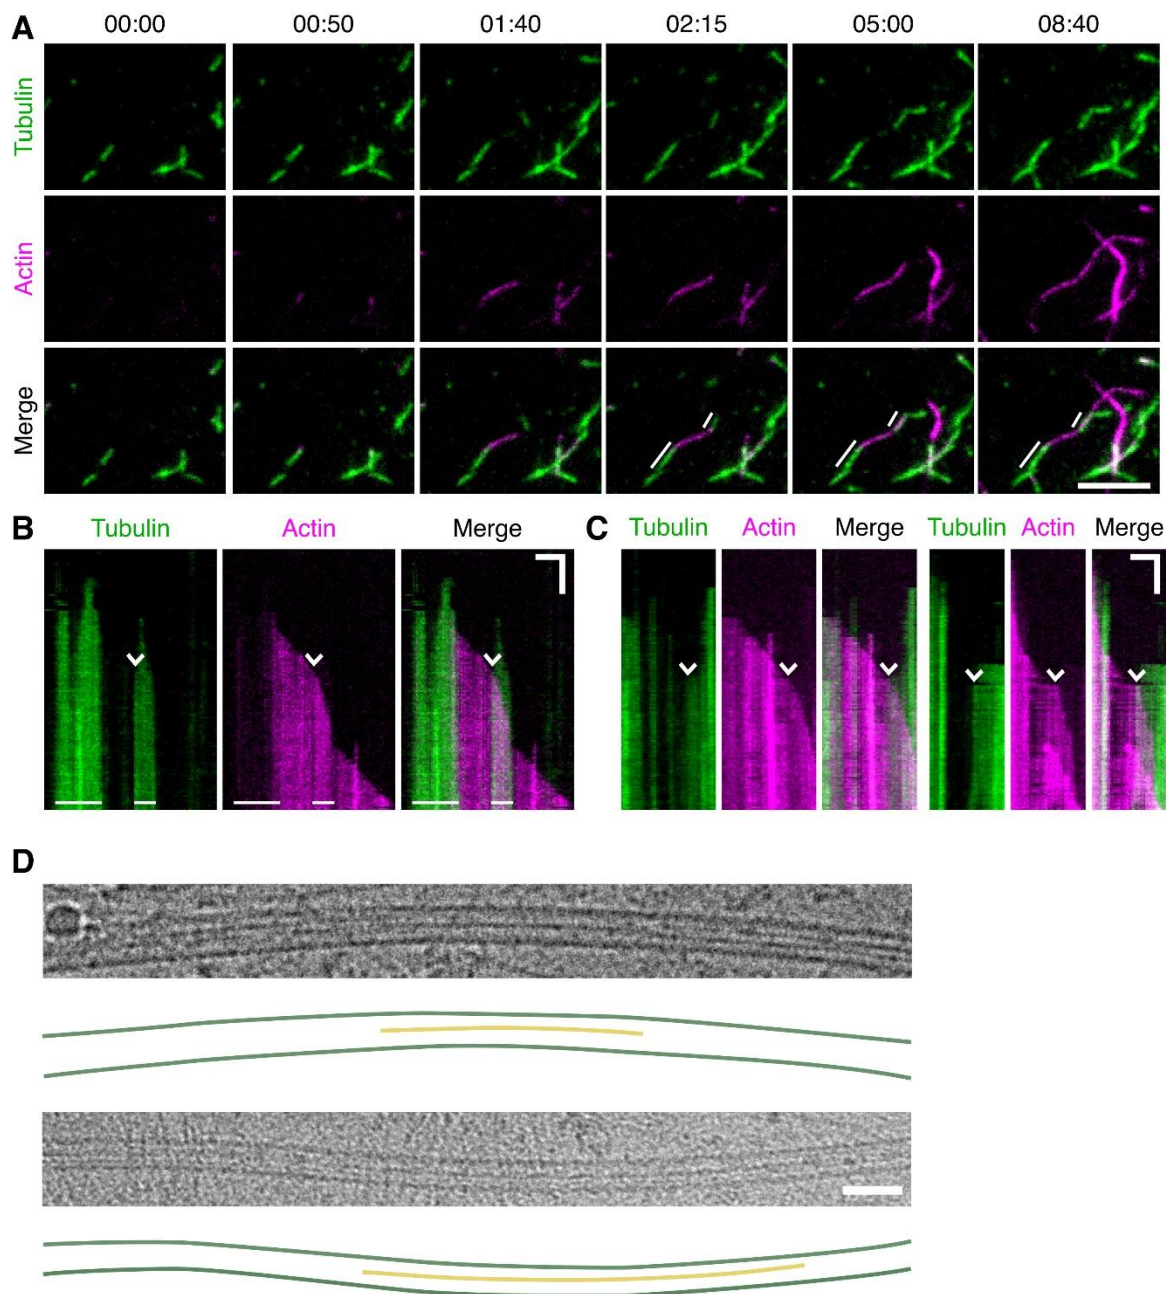 A 00:00 00:50 01:40 02:15 05:00 08:40
Tubulin
Actin
Merge
B Tubulin Actin Merge
C Tubulin Actin Merge Tubulin Actin Merge
D